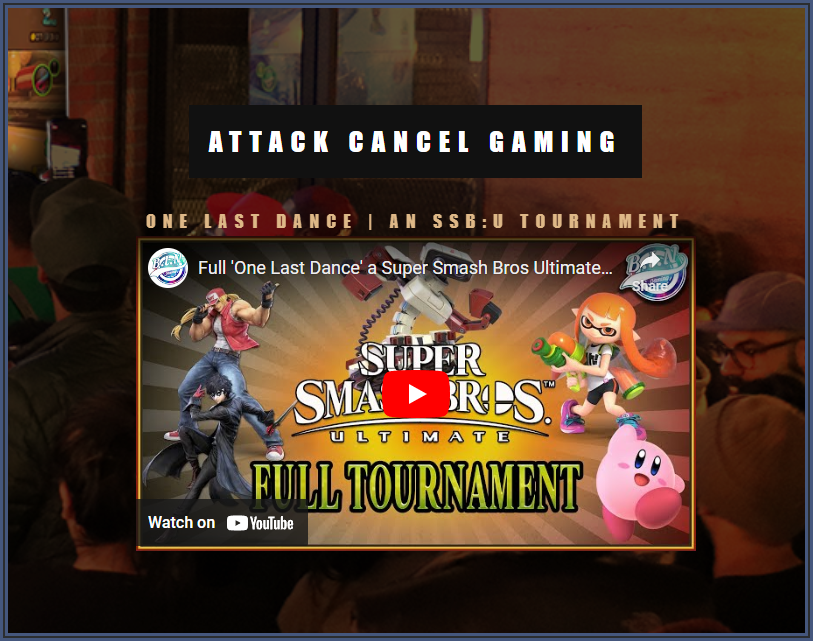 ATTACK CANCEL GAMING
ONE LAST DANCE | AN SSB:U TOURNAMENT
Full 'One Last Dance' a Super Smash Bros Ultimate...
Share
SUPER
SMASH BROS.™
ULTIMATE
FULL TOURNAMENT
Watch on YouTube